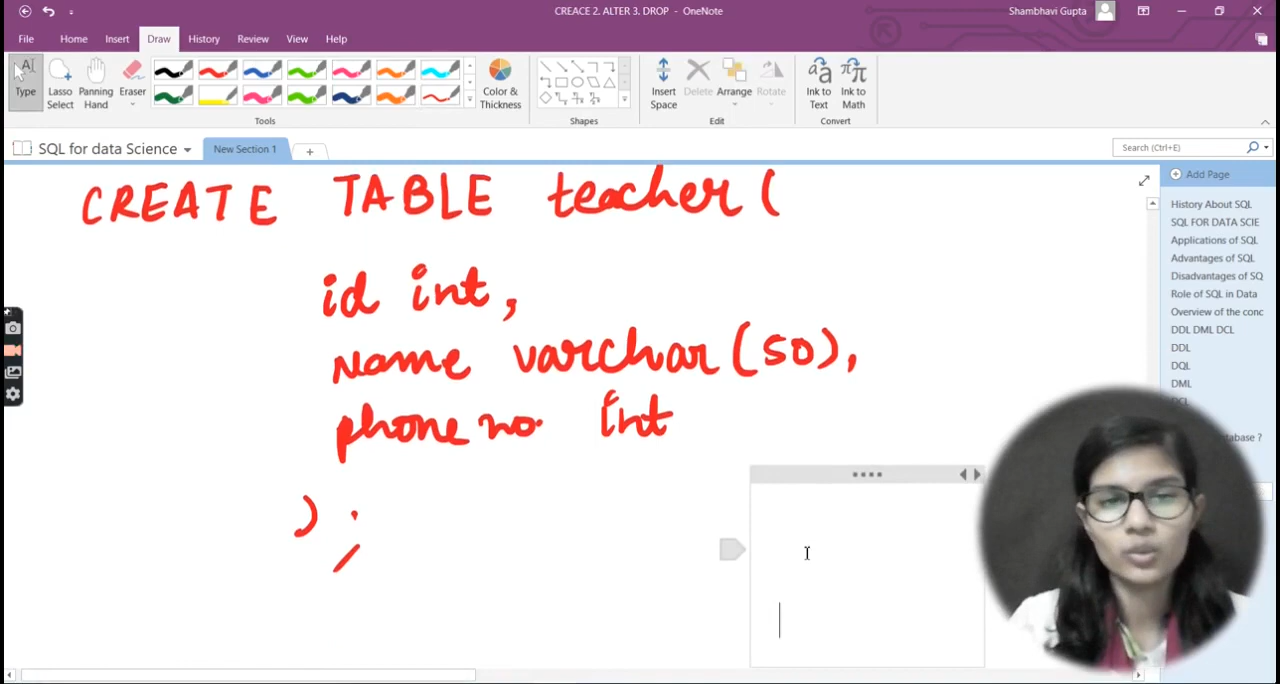 CREACE 2. ALTER 3. DROP - OneNote
Shambhavi Gupta
File Home Insert Draw History Review View Help
Type
Lasso Select
Panning Hand
Eraser
Color & Thickness
Insert Space
Delete
Arrange
Rotate
Ink to Text
Ink to Math
Tools
Shapes
Edit
Convert
SQL for data Science
New Section 1
Search (Ctrl+E)
Add Page
History About SQL
SQL FOR DATA SCIE
Applications of SQL
Advantages of SQL
Disadvantages of SQ
Role of SQL in Data
Overview of the conc
DDL DML DCL
DDL
DQL
DML
DCL
CREATE TABLE teacher(
id int,
Name varchar(50),
phone no. int
);